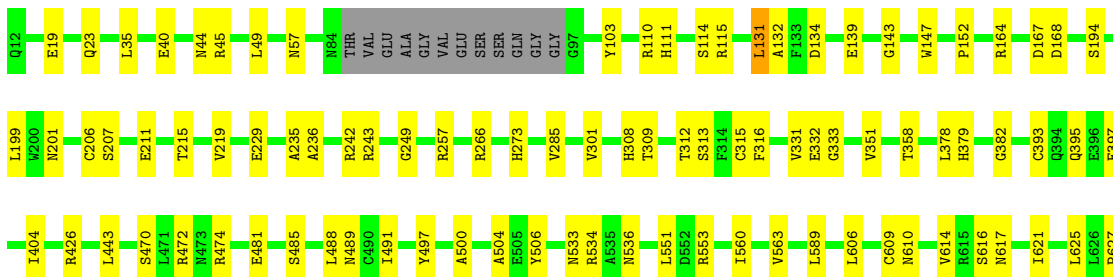 Q12 E19 Q23 L35 E40 N44 R45 L49 N57 N84 THR VAL GLU ALA GLY VAL GLU SER SER GLN GLY GLY G97 Y103 R110 H111 S114 R115 L131 A132 F133 D134 E139 G143 W147 P152 R164 D167 D168 S194
L199 W200 N201 C206 S207 E211 T215 V219 E229 A235 A236 R242 R243 G249 R257 R266 H273 V285 V301 H308 T309 T312 S313 F314 C315 F316 V331 E332 G333 V351 T358 L378 H379 G382 C393 Q394 Q395 E396
I404 R426 L443 S470 L471 R472 N473 R474 E481 S485 L488 N489 C490 I491 Y497 A500 A504 E505 Y506 N533 R534 A535 N536 L551 D552 R553 I560 V563 L589 L606 C609 N610 V614 R615 S616 N617 I621 L625 L626